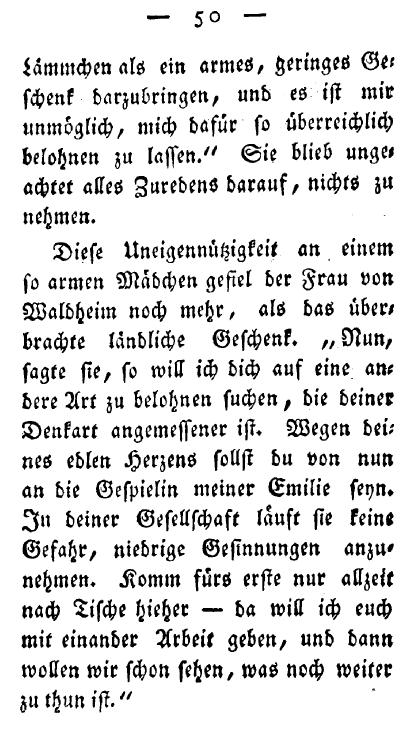 — 50 —
Lämmchen als ein armes, geringes Ge-
schenk darzubringen, und es ist mir
unmöglich, mich dafür so überreichlich
belohnen zu lassen.“ Sie blieb unge-
achtet alles Zuredens darauf, nichts zu
nehmen.
Diese Uneigennützigkeit an einem
so armen Mädchen gefiel der Frau von
Waldheim noch mehr, als das über-
brachte ländliche Geschenk. „Nun,
sagte sie, so will ich dich auf eine an-
dere Art zu belohnen suchen, die deiner
Denkart angemessener ist. Wegen dei-
nes edlen Herzens sollst du von nun
an die Gespielin meiner Emilie seyn.
In deiner Gesellschaft läuft sie keine
Gefahr, niedrige Gesinnungen anzu-
nehmen. Komm fürs erste nur allzeit
nach Tische hieher — da will ich euch
mit einander Arbeit geben, und dann
wollen wir schon sehen, was noch weiter
zu thun ist.“